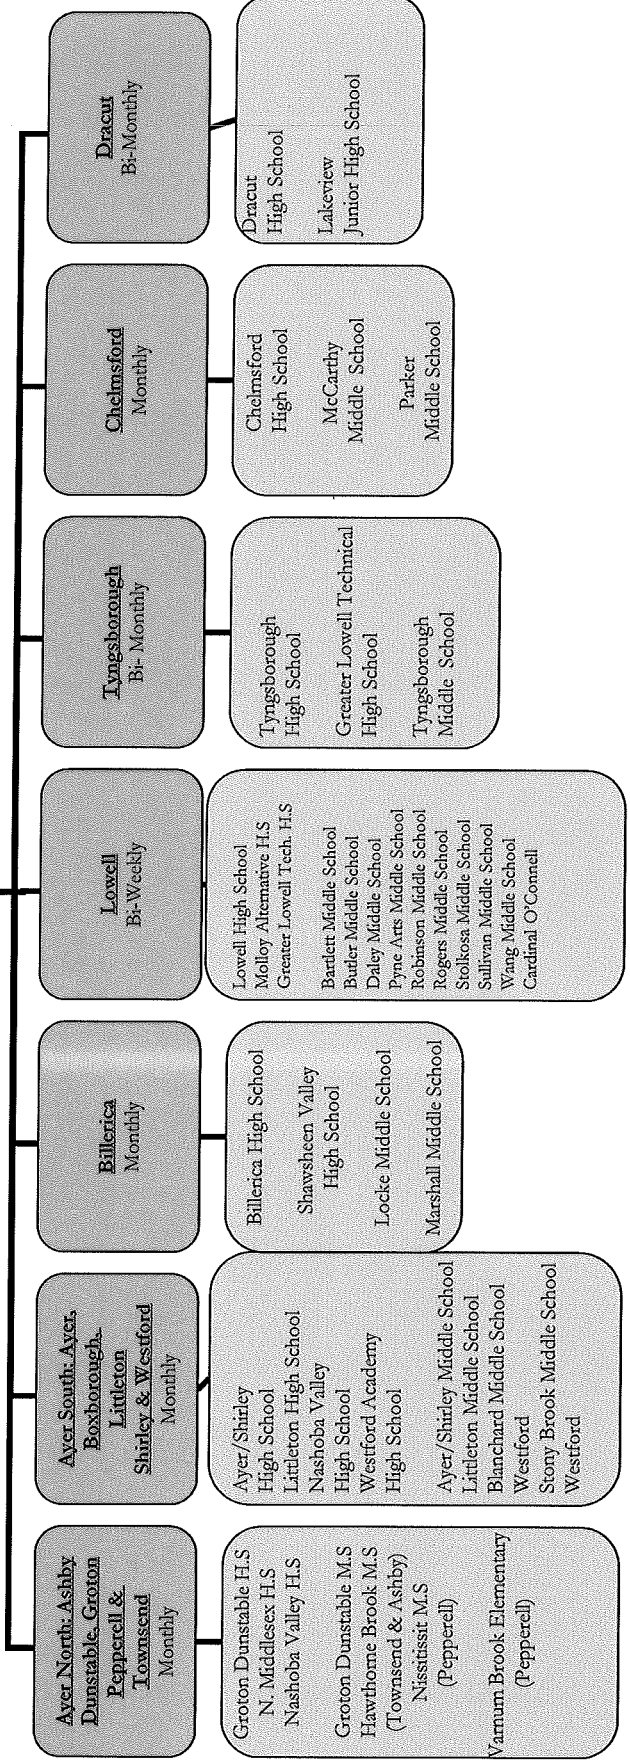 Ayer North: Ashby
Dunstable, Groton
Pepperell &
Townsend
Monthly
Groton Dunstable H.S
N. Middlesex H.S
Nashoba Valley H.S
Groton Dunstable M.S
Hawthorne Brook M.S
(Townsend & Ashby)
Nissitissit M.S
(Pepperell)
Varnum Brook Elementary
(Pepperell)
Ayer South: Ayer,
Boxborough,
Littleton
Shirley & Westford
Monthly
Ayer/Shirley
High School
Littleton High School
Nashoba Valley
High School
Westford Academy
High School
Ayer/Shirley Middle School
Littleton Middle School
Blanchard Middle School
Westford
Stony Brook Middle School
Westford
Billerica
Monthly
Billerica High School
Shawsheen Valley
High School
Locke Middle School
Marshall Middle School
Lowell
Bi-Weekly
Lowell High School
Molloy Alternative H.S
Greater Lowell Tech. H.S
Bartlett Middle School
Butler Middle School
Daley Middle School
Pyne Arts Middle School
Robinson Middle School
Rogers Middle School
Stolkosa Middle School
Sullivan Middle School
Wang Middle School
Cardinal O'Connell
Tyngsborough
Bi- Monthly
Tyngsborough
High School
Greater Lowell Technical
High School
Tyngsborough
Middle School
Chelmsford
Monthly
Chelmsford
High School
McCarthy
Middle School
Parker
Middle School
Dracut
Bi-Monthly
Dracut
High School
Lakeview
Junior High School